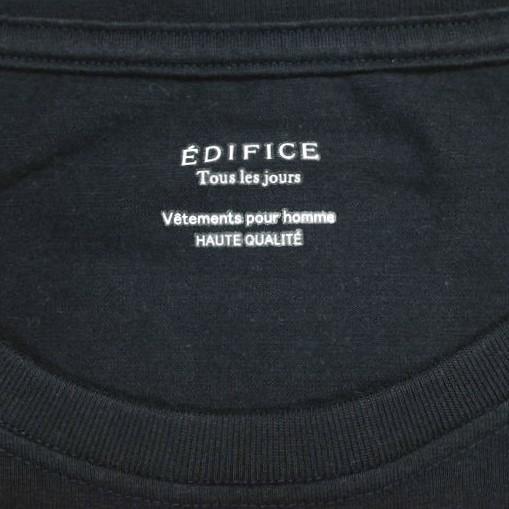 ÉDIFICE
Tous les jours
Vêtements pour homme
HAUTE QUALITÉ